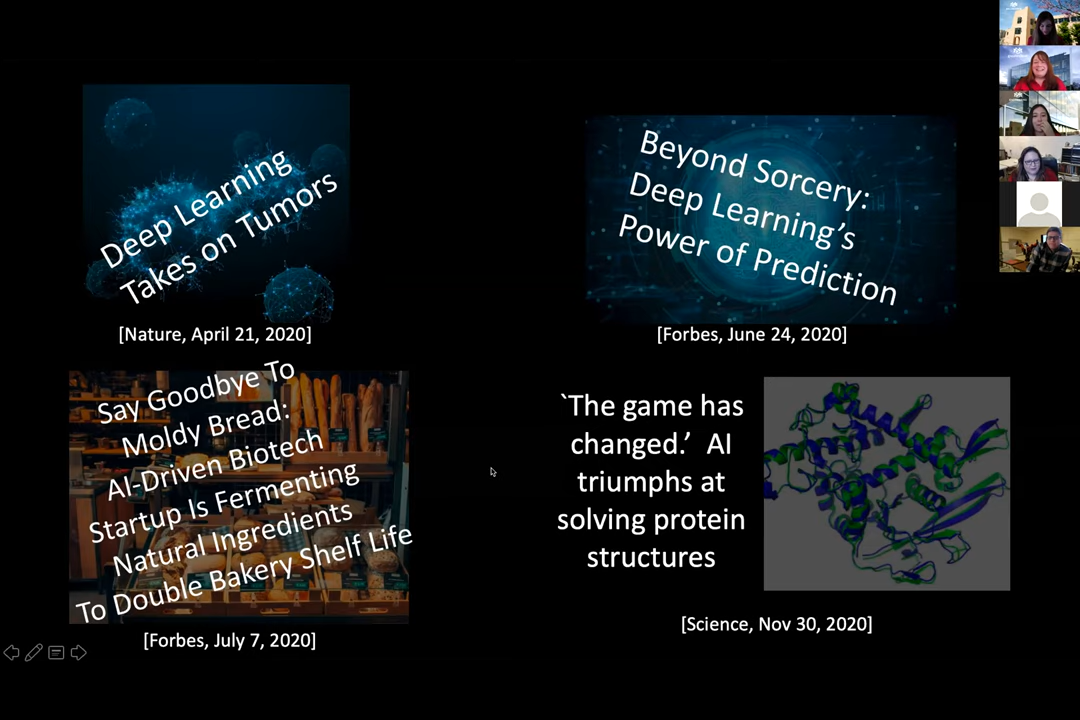 Deep Learning
Takes on Tumors
[Nature, April 21, 2020]
Beyond Sorcery:
Deep Learning’s
Power of Prediction
[Forbes, June 24, 2020]
Say Goodbye To
Moldy Bread:
AI-Driven Biotech
Startup Is Fermenting
Natural Ingredients
To Double Bakery Shelf Life
[Forbes, July 7, 2020]
`The game has
changed.’ AI
triumphs at
solving protein
structures
[Science, Nov 30, 2020]